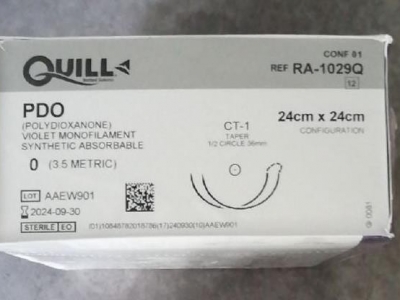 CONF 01
QUILL
REF RA-1029Q
12
PDO
(POLYDIOXANONE)
VIOLET MONOFILAMENT
SYNTHETIC ABSORBABLE
0 (3.5 METRIC)
CT-1
TAPER
1/2 CIRCLE 36mm
24cm x 24cm
CONFIGURATION
LOT AAEW901
2024-09-30
STERILE EO